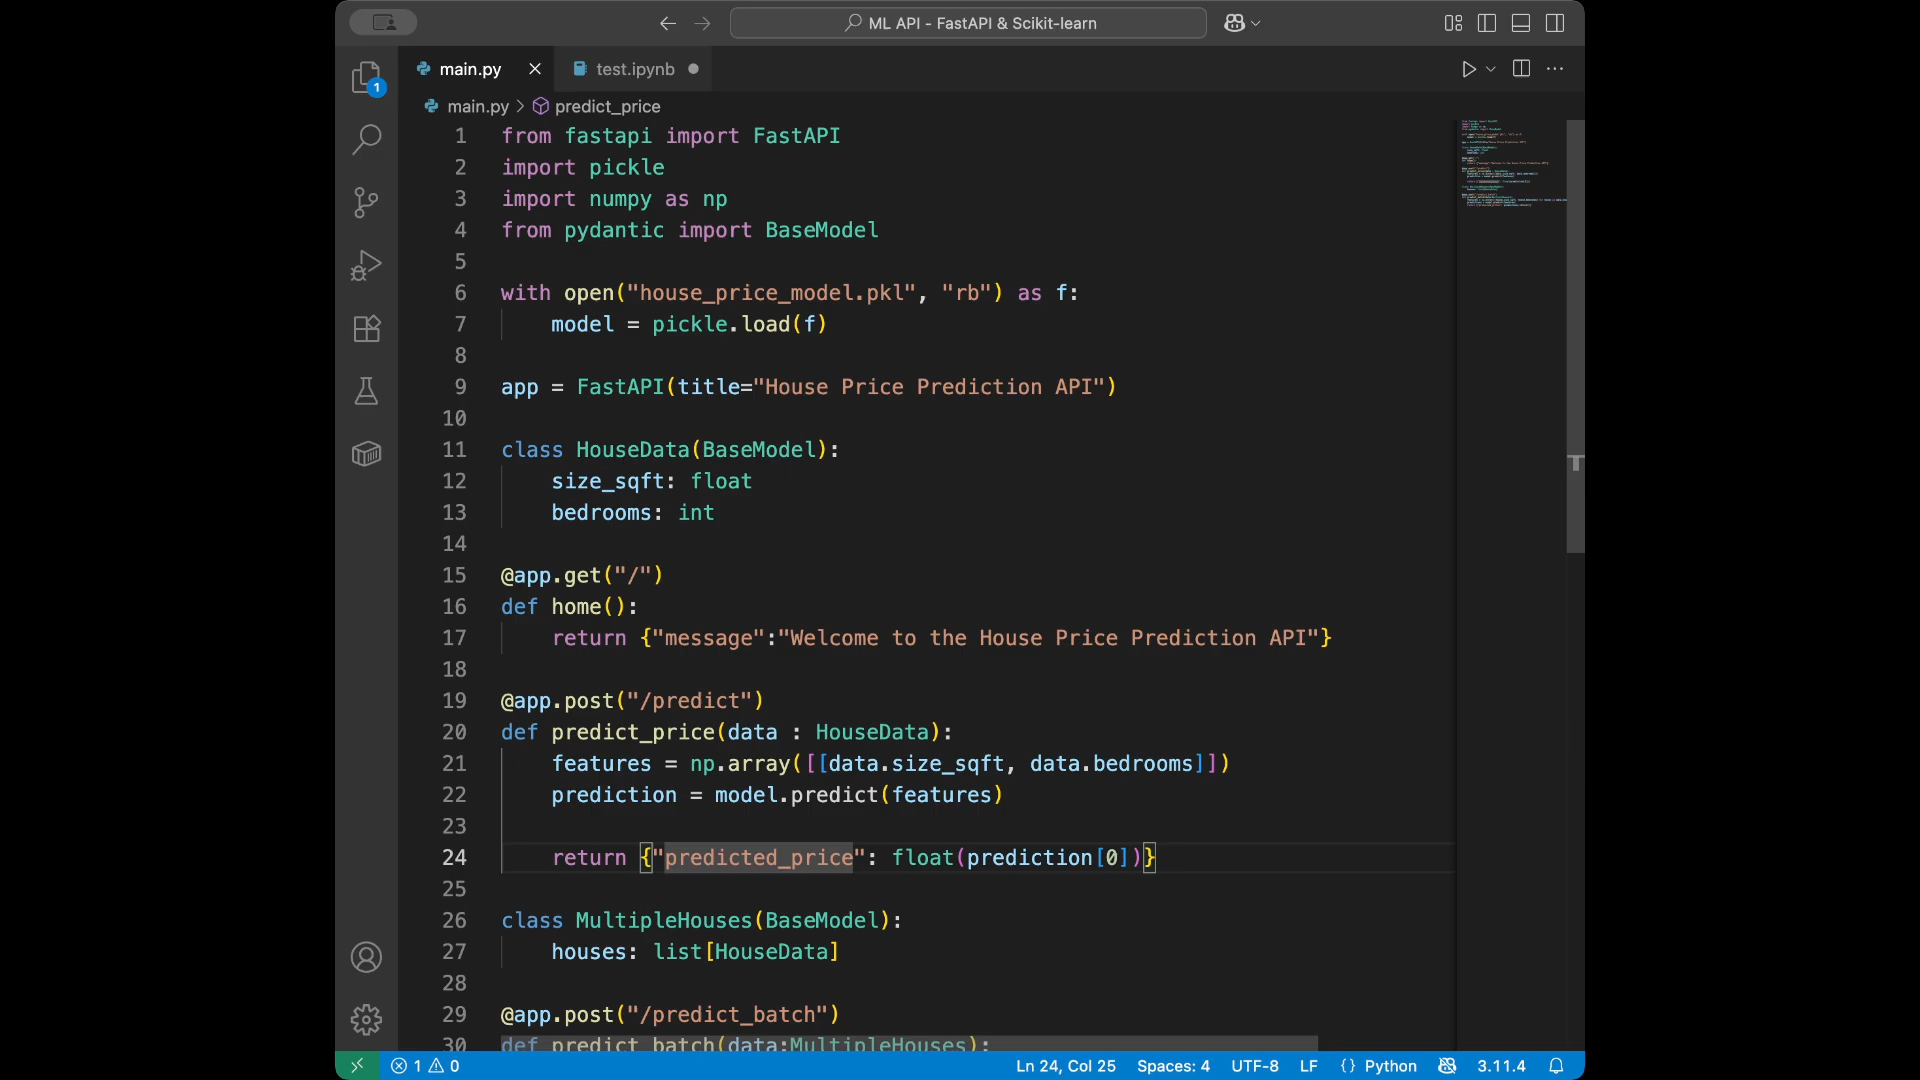 ML API - FastAPI & Scikit-learn
main.py
test.ipynb
1
main.py > predict_price
1 from fastapi import FastAPI
2 import pickle
3 import numpy as np
4 from pydantic import BaseModel
5
6 with open("house_price_model.pkl", "rb") as f:
7     model = pickle.load(f)
8
9 app = FastAPI(title="House Price Prediction API")
10
11 class HouseData(BaseModel):
12     size_sqft: float
13     bedrooms: int
14
15 @app.get("/")
16 def home():
17     return {"message":"Welcome to the House Price Prediction API"}
18
19 @app.post("/predict")
20 def predict_price(data : HouseData):
21     features = np.array([[data.size_sqft, data.bedrooms]])
22     prediction = model.predict(features)
23
24     return {"predicted_price": float(prediction[0])}
25
26 class MultipleHouses(BaseModel):
27     houses: list[HouseData]
28
29 @app.post("/predict_batch")
30 def predict_batch(data:MultipleHouses):
1 0 Ln 24, Col 25 Spaces: 4 UTF-8 LF {} Python 3.11.4